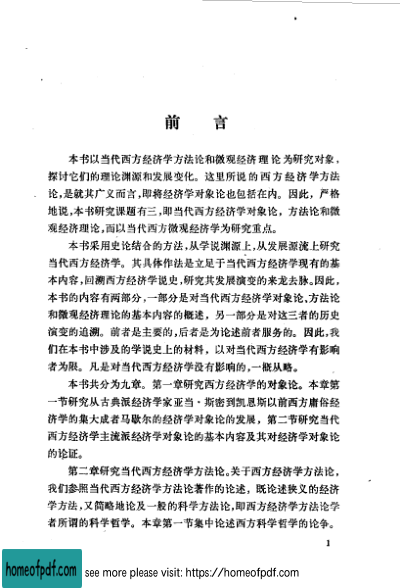 前 言
本书以当代西方经济学方法论和微观经济理论为研究对象，
探讨它们的理论渊源和发展变化。这里所说的西方经济学方法
论，是就其广义而言，即将经济学对象论也包括在内。因此，严格
地说，本书研究课题有三，即当代西方经济学对象论，方法论和微
观经济理论，而以当代西方微观经济学为研究重点。
本书采用史论结合的方法，从学说渊源上，从发展源流上研究
当代西方经济学。其具体作法是立足于当代西方经济学现有的基
本内容，回溯西方经济学说史，研究其发展演变的来龙去脉。因此，
本书的内容有两部分，一部分是对当代西方经济学对象论、方法论
和微观经济理论的基本内容的概述，另一部分是对这三者的历史
演变的追溯。前者是主要的，后者是为论述前者服务的。因此，我
们在本书中涉及的学说史上的材料，以对当代西方经济学有影响
者为限。凡是对当代西方经济学没有影响的，一概从略。
本书共分为九章。第一章研究西方经济学的对象论。本章第
一节研究从古典派经济学家亚当·斯密到凯恩斯以前西方庸俗经
济学的集大成者马歇尔的经济学对象论的发展，第二节研究当代
西方经济学主流派经济学对象论的基本内容及其对经济学对象论
的论证。
第二章研究当代西方经济学方法论。关于西方经济学方法论，
我们参照当代西方经济学方法论著作的论述，既论述狭义的经济
学方法，又简略地论及一般的科学方法论，即西方经济学方法论学
者所谓的科学哲学。本章第一节集中论述西方科学哲学的论争。
1
homeofpdf.com
see more please visit: https://homeofpdf.com